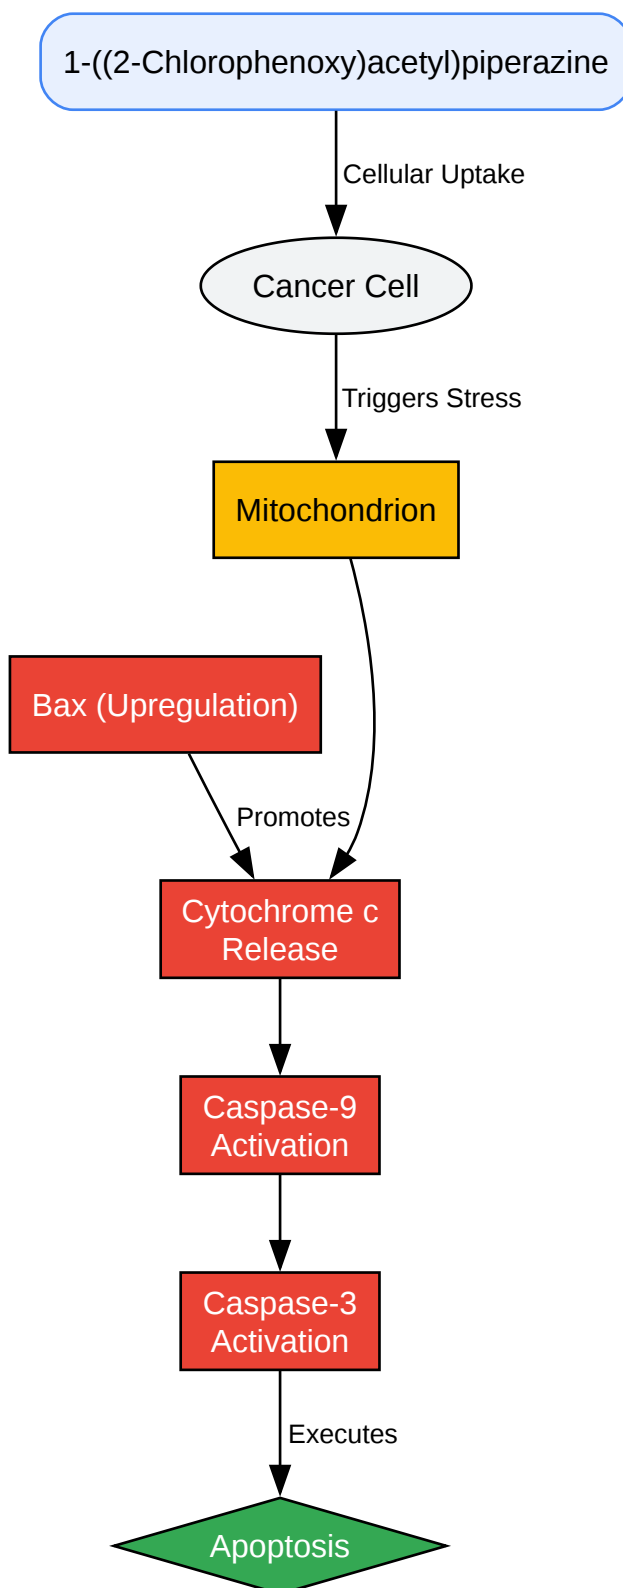 1-((2-Chlorophenoxy)acetyl)piperazine
Cellular Uptake
Cancer Cell
Triggers Stress
Mitochondrion
Bax (Upregulation)
Promotes
Cytochrome c
Release
Caspase-9
Activation
Caspase-3
Activation
Executes
Apoptosis